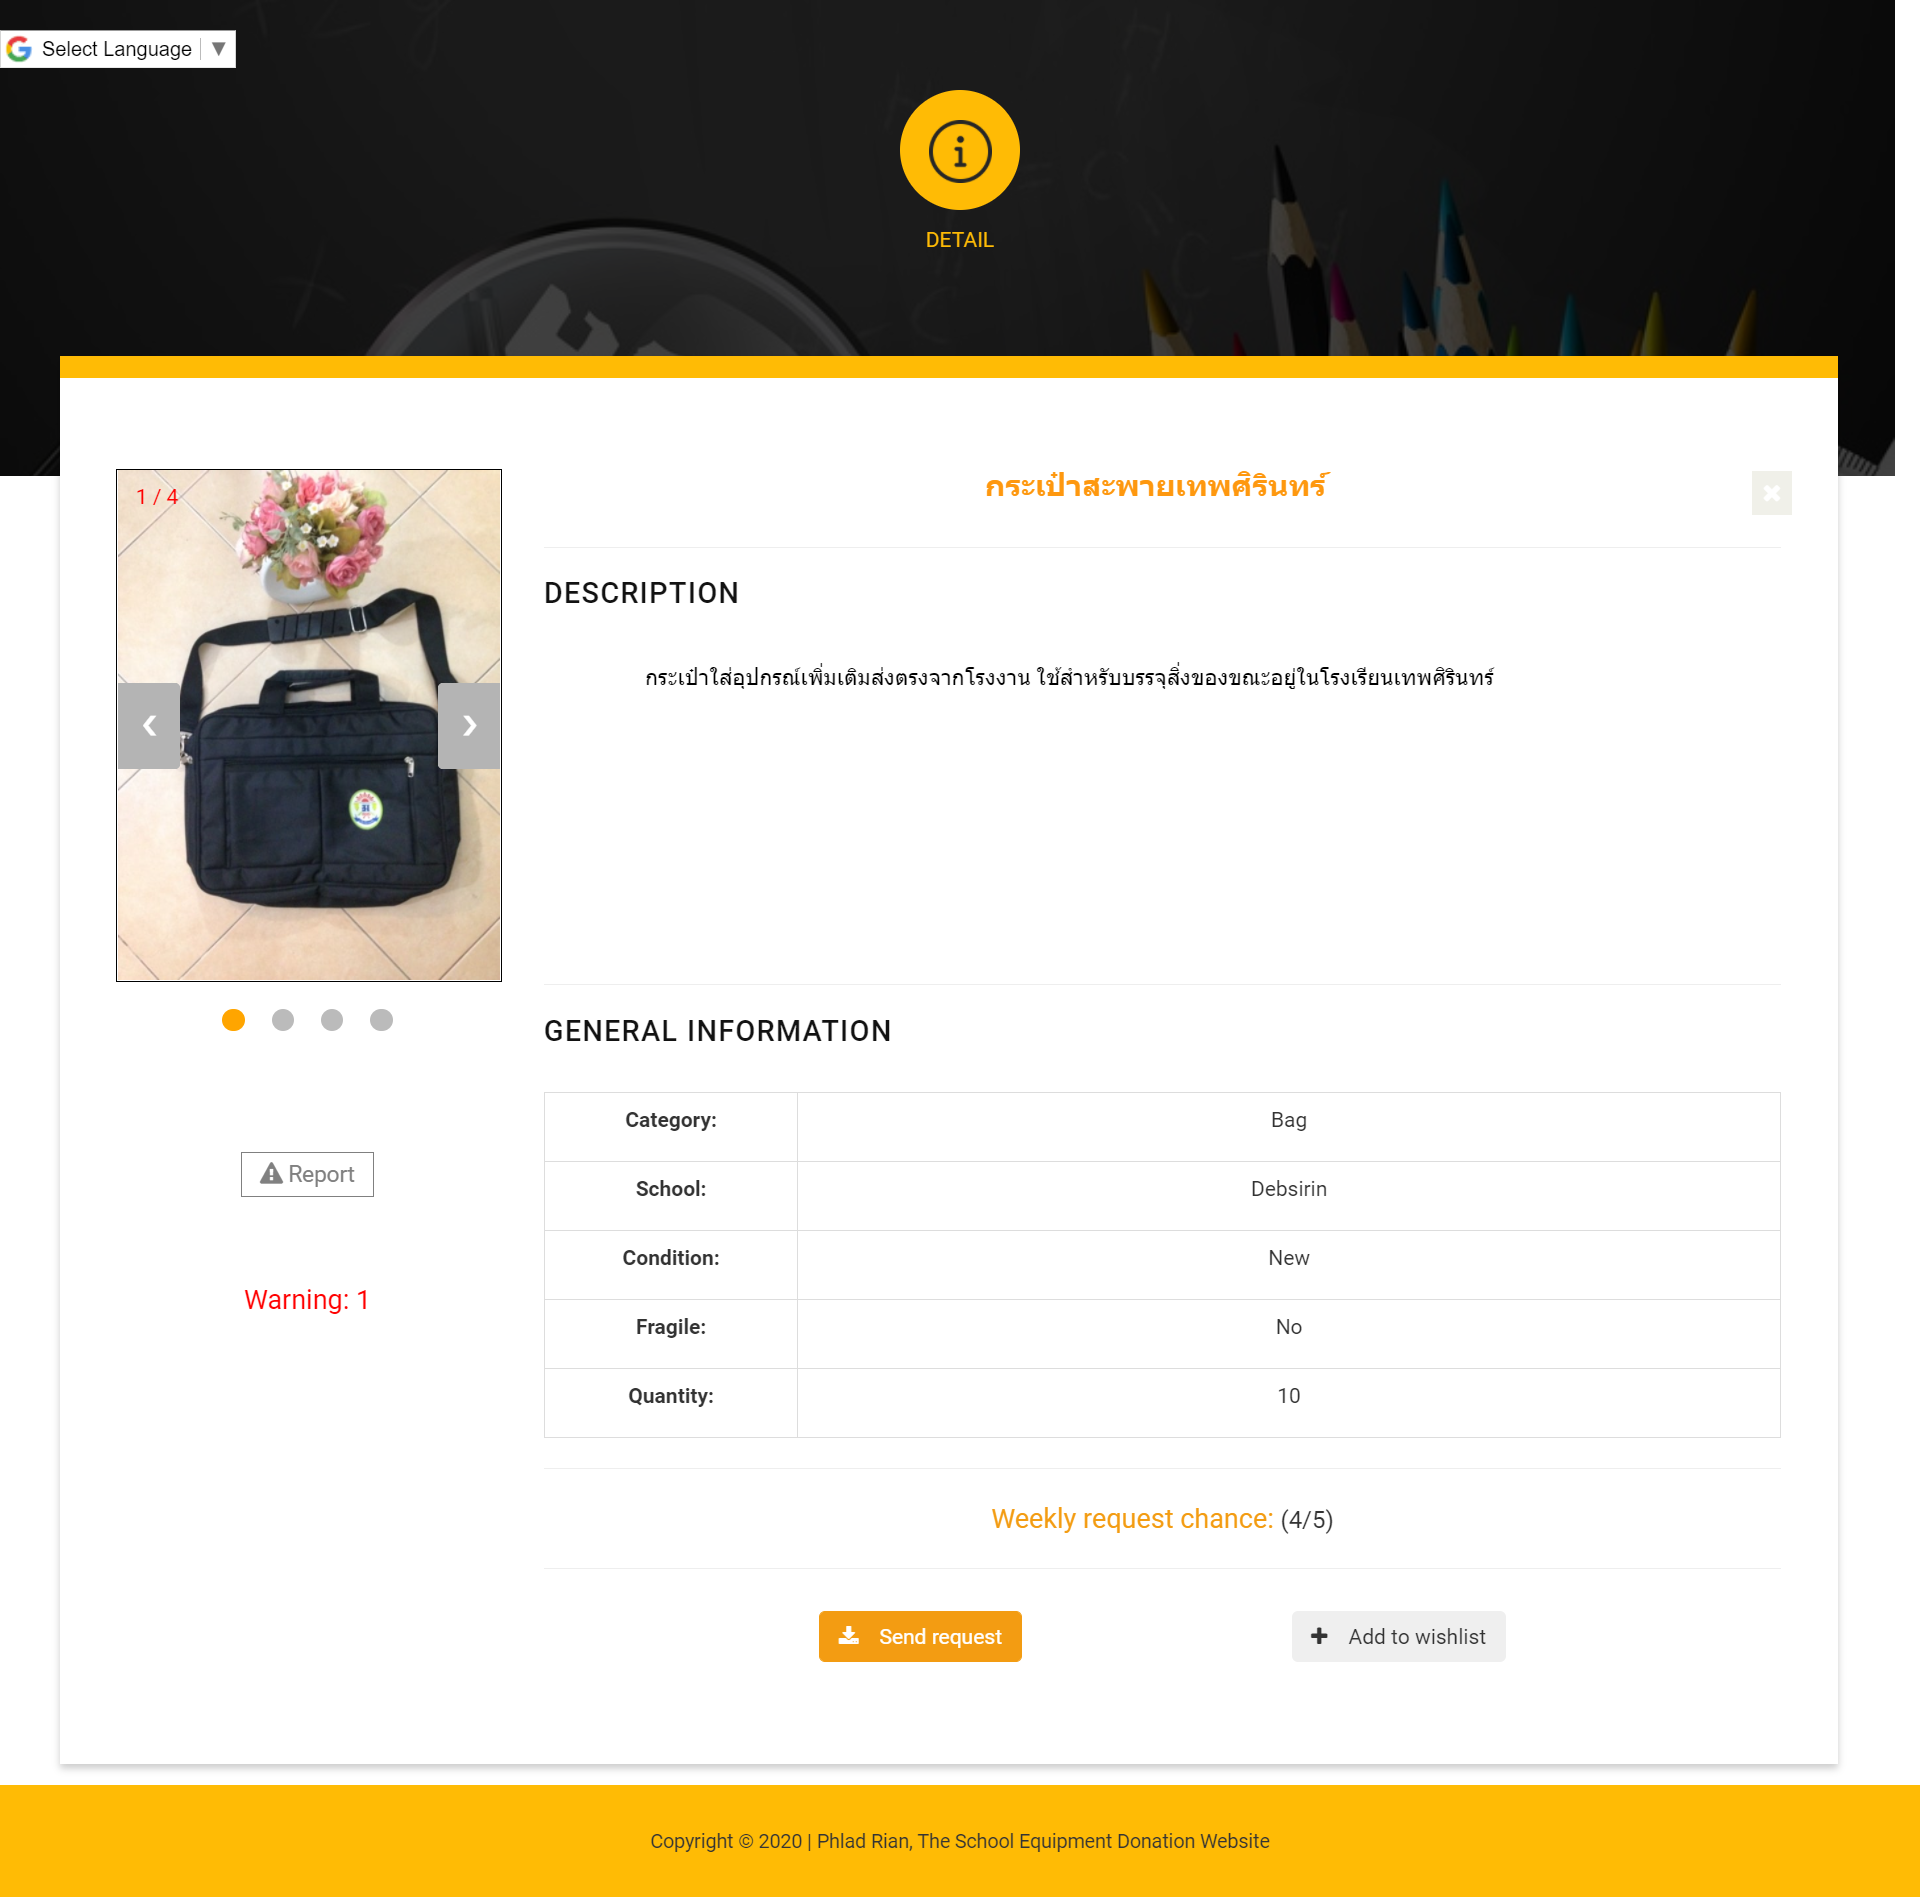 Select Language
DETAIL
1 / 4
กระเป๋าสะพายเทพศิรินทร์
DESCRIPTION
กระเป๋าใส่อุปกรณ์เพิ่มเติมส่งตรงจากโรงงาน ใช้สำหรับบรรจุสิ่งของขณะอยู่ในโรงเรียนเทพศิรินทร์
GENERAL INFORMATION
Category: Bag
School: Debsirin
Condition: New
Fragile: No
Quantity: 10
Report
Warning: 1
Weekly request chance: (4/5)
Send request
Add to wishlist
Copyright © 2020 | Phlad Rian, The School Equipment Donation Website